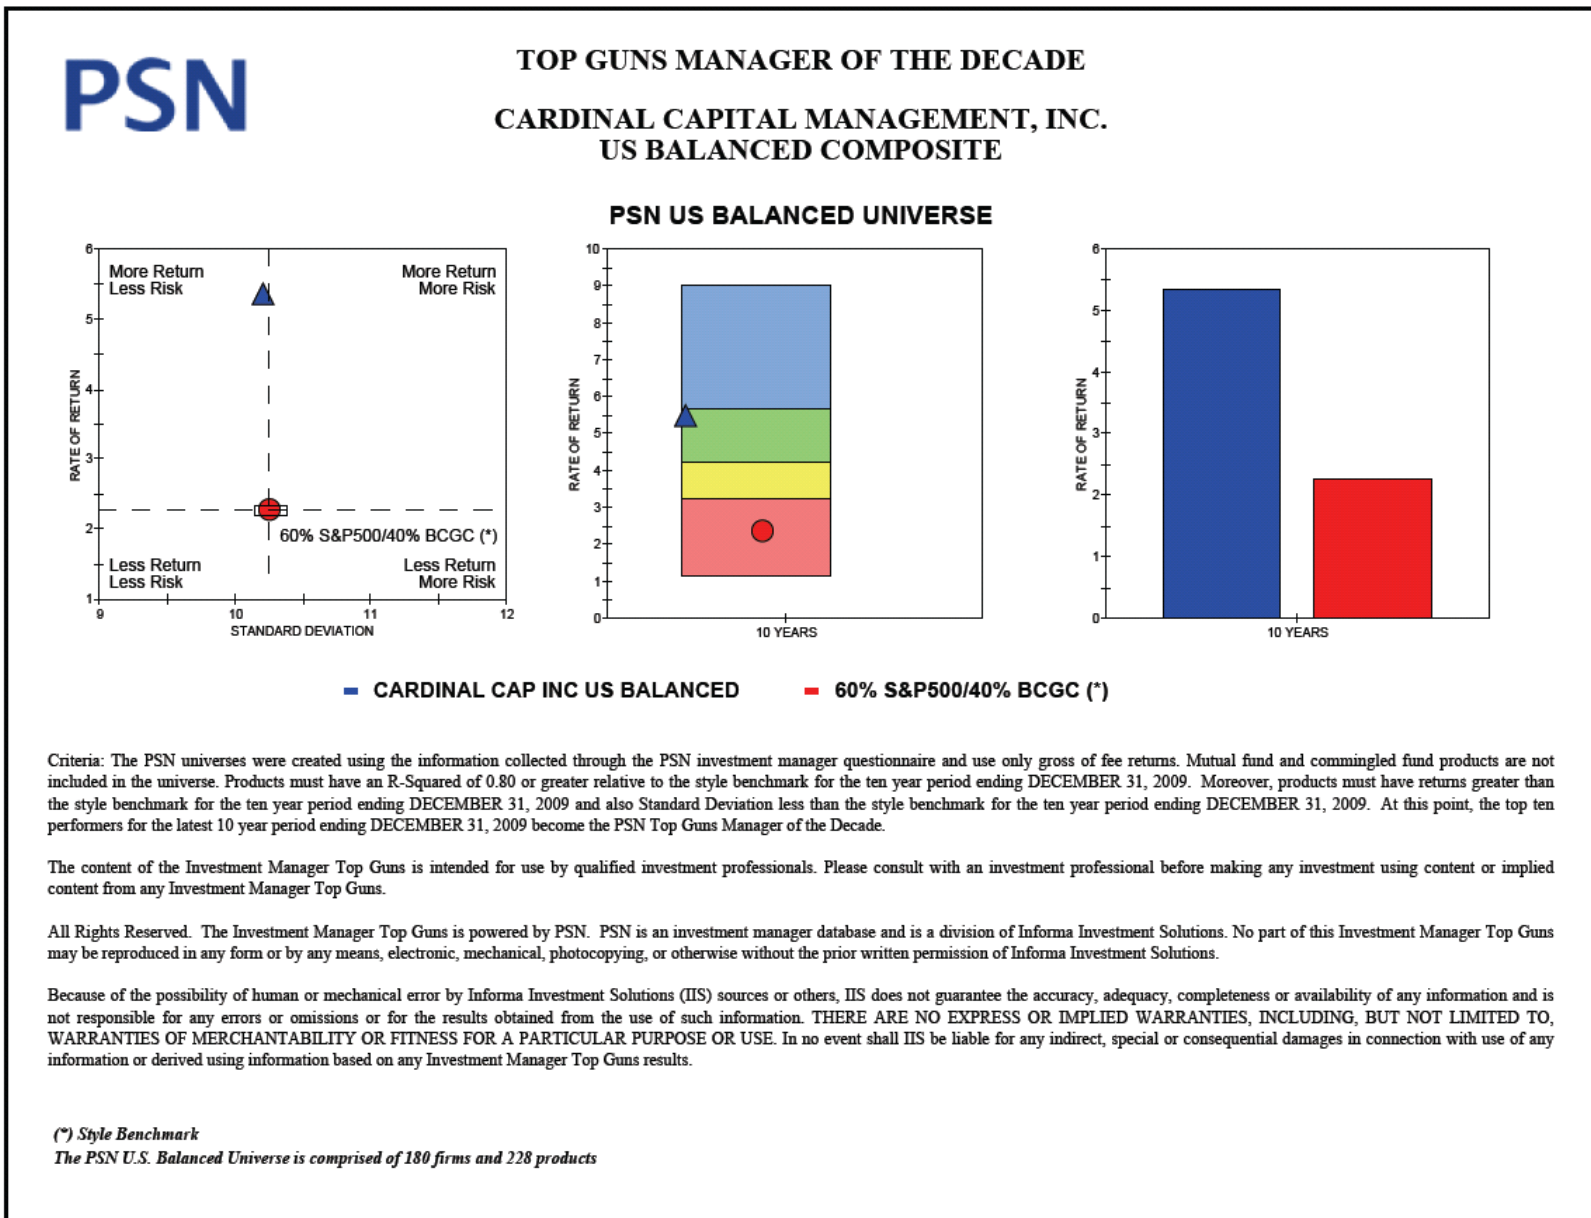 PSN
TOP GUNS MANAGER OF THE DECADE
CARDINAL CAPITAL MANAGEMENT, INC.
US BALANCED COMPOSITE
PSN US BALANCED UNIVERSE
6
5
4
3
2
1
RATE OF RETURN
More Return
Less Risk
More Return
More Risk
60% S&P500/40% BCGC (*)
Less Return
Less Risk
Less Return
More Risk
9
10
11
12
STANDARD DEVIATION
10
9
8
7
6
5
4
3
2
1
0
RATE OF RETURN
10 YEARS
6
5
4
3
2
1
0
RATE OF RETURN
10 YEARS
CARDINAL CAP INC US BALANCED
60% S&P500/40% BCGC (*)
Criteria: The PSN universes were created using the information collected through the PSN investment manager questionnaire and use only gross of fee returns. Mutual fund and commingled fund products are not
included in the universe. Products must have an R-Squared of 0.80 or greater relative to the style benchmark for the ten year period ending DECEMBER 31, 2009. Moreover, products must have returns greater than
the style benchmark for the ten year period ending DECEMBER 31, 2009 and also Standard Deviation less than the style benchmark for the ten year period ending DECEMBER 31, 2009. At this point, the top ten
performers for the latest 10 year period ending DECEMBER 31, 2009 become the PSN Top Guns Manager of the Decade.
The content of the Investment Manager Top Guns is intended for use by qualified investment professionals. Please consult with an investment professional before making any investment using content or implied
content from any Investment Manager Top Guns.
All Rights Reserved. The Investment Manager Top Guns is powered by PSN. PSN is an investment manager database and is a division of Informa Investment Solutions. No part of this Investment Manager Top Guns
may be reproduced in any form or by any means, electronic, mechanical, photocopying, or otherwise without the prior written permission of Informa Investment Solutions.
Because of the possibility of human or mechanical error by Informa Investment Solutions (IIS) sources or others, IIS does not guarantee the accuracy, adequacy, completeness or availability of any information and is
not responsible for any errors or omissions or for the results obtained from the use of such information. THERE ARE NO EXPRESS OR IMPLIED WARRANTIES, INCLUDING, BUT NOT LIMITED TO,
WARRANTIES OF MERCHANTABILITY OR FITNESS FOR A PARTICULAR PURPOSE OR USE. In no event shall IIS be liable for any indirect, special or consequential damages in connection with use of any
information or derived using information based on any Investment Manager Top Guns results.
(*) Style Benchmark
The PSN U.S. Balanced Universe is comprised of 180 firms and 228 products